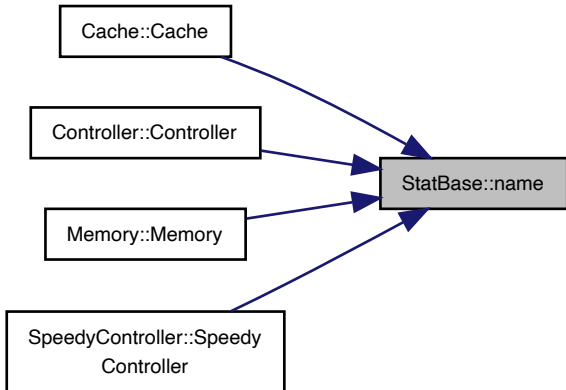 Cache::Cache
Controller::Controller
StatBase::name
Memory::Memory
SpeedyController::Speedy
Controller